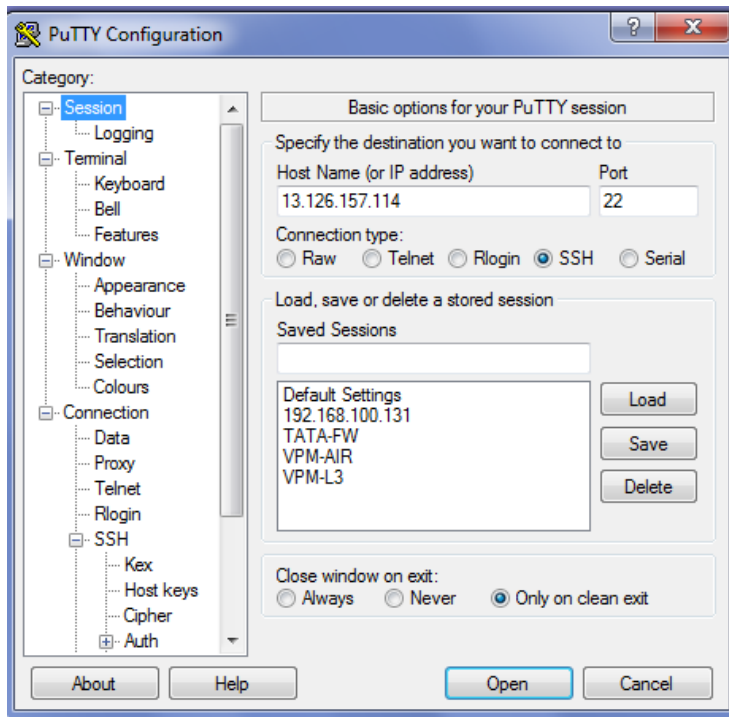 PuTTY Configuration
? X
Category:
Session
Logging
Terminal
Keyboard
Bell
Features
Window
Appearance
Behaviour
Translation
Selection
Colours
Connection
Data
Proxy
Telnet
Rlogin
SSH
Kex
Host keys
Cipher
Auth
Basic options for your PuTTY session
Specify the destination you want to connect to
Host Name (or IP address) Port
13.126.157.114 22
Connection type:
Raw Telnet Rlogin SSH Serial
Load, save or delete a stored session
Saved Sessions
Default Settings
192.168.100.131
TATA-FW
VPM-AIR
VPM-L3
Load
Save
Delete
Close window on exit:
Always Never Only on clean exit
About Help Open Cancel